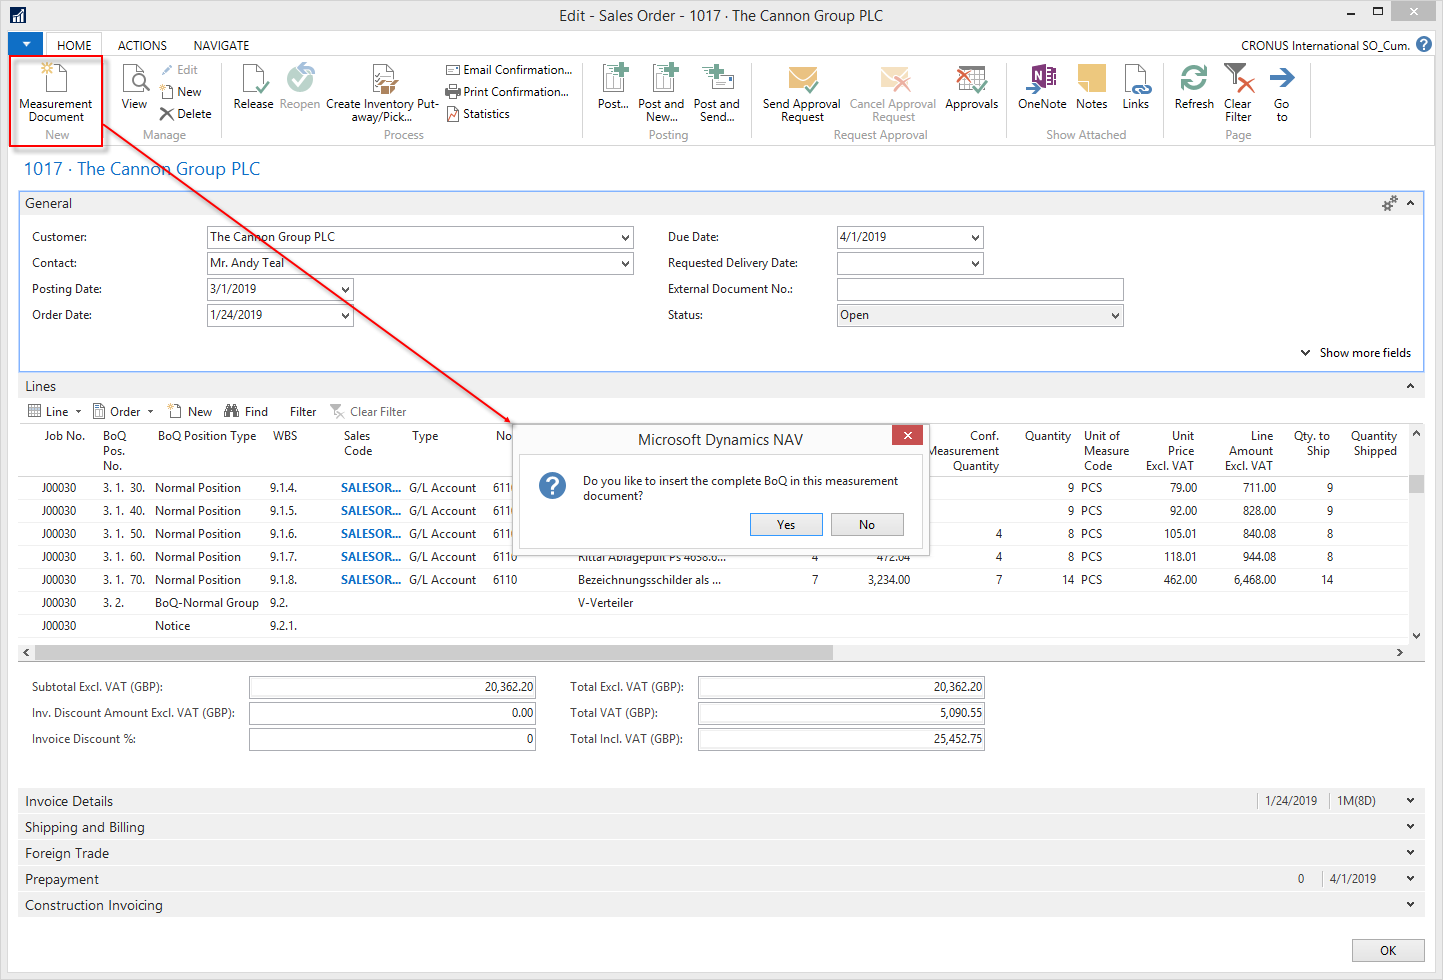 Edit - Sales Order - 1017 · The Cannon Group PLC
HOME ACTIONS NAVIGATE
CRONUS International SO_Cum.
Measurement Document
New
View
Edit
New
Delete
Manage
Release
Reopen
Create Inventory Put-away/Pick...
Email Confirmation...
Print Confirmation...
Statistics
Process
Post...
Post and New...
Post and Send...
Posting
Send Approval Request
Cancel Approval Request
Approvals
Request Approval
OneNote
Notes
Links
Show Attached
Refresh
Clear Filter
Go to
Page
1017 · The Cannon Group PLC
General
Customer: The Cannon Group PLC
Contact: Mr. Andy Teal
Posting Date: 3/1/2019
Order Date: 1/24/2019
Due Date: 4/1/2019
Requested Delivery Date:
External Document No.:
Status: Open
Show more fields
Lines
Line Order New Find Filter Clear Filter
Job No. BoQ Pos. No. BoQ Position Type WBS Sales Code Type No Conf. Measurement Quantity Quantity Unit of Measure Code Unit Price Excl. VAT Line Amount Excl. VAT Qty. to Ship Quantity Shipped
J00030 3. 1. 30. Normal Position 9.1.4. SALESOR... G/L Account 611 9 PCS 79.00 711.00 9
J00030 3. 1. 40. Normal Position 9.1.5. SALESOR... G/L Account 611 9 PCS 92.00 828.00 9
J00030 3. 1. 50. Normal Position 9.1.6. SALESOR... G/L Account 611 4 8 PCS 105.01 840.08 8
J00030 3. 1. 60. Normal Position 9.1.7. SALESOR... G/L Account 6110 Rittal Ablagepult PS 4638.6... 4 472.04 8 PCS 118.01 944.08 8
J00030 3. 1. 70. Normal Position 9.1.8. SALESOR... G/L Account 6110 Bezeichnungsschilder als ... 7 3,234.00 7 14 PCS 462.00 6,468.00 14
J00030 3. 2. BoQ-Normal Group 9.2. V-Verteiler
J00030 Notice 9.2.1.
Microsoft Dynamics NAV
Do you like to insert the complete BoQ in this measurement
document?
Yes No
Subtotal Excl. VAT (GBP): 20,362.20
Inv. Discount Amount Excl. VAT (GBP): 0.00
Invoice Discount %: 0
Total Excl. VAT (GBP): 20,362.20
Total VAT (GBP): 5,090.55
Total Incl. VAT (GBP): 25,452.75
Invoice Details 1/24/2019 1M(8D)
Shipping and Billing
Foreign Trade
Prepayment 0 4/1/2019
Construction Invoicing
OK